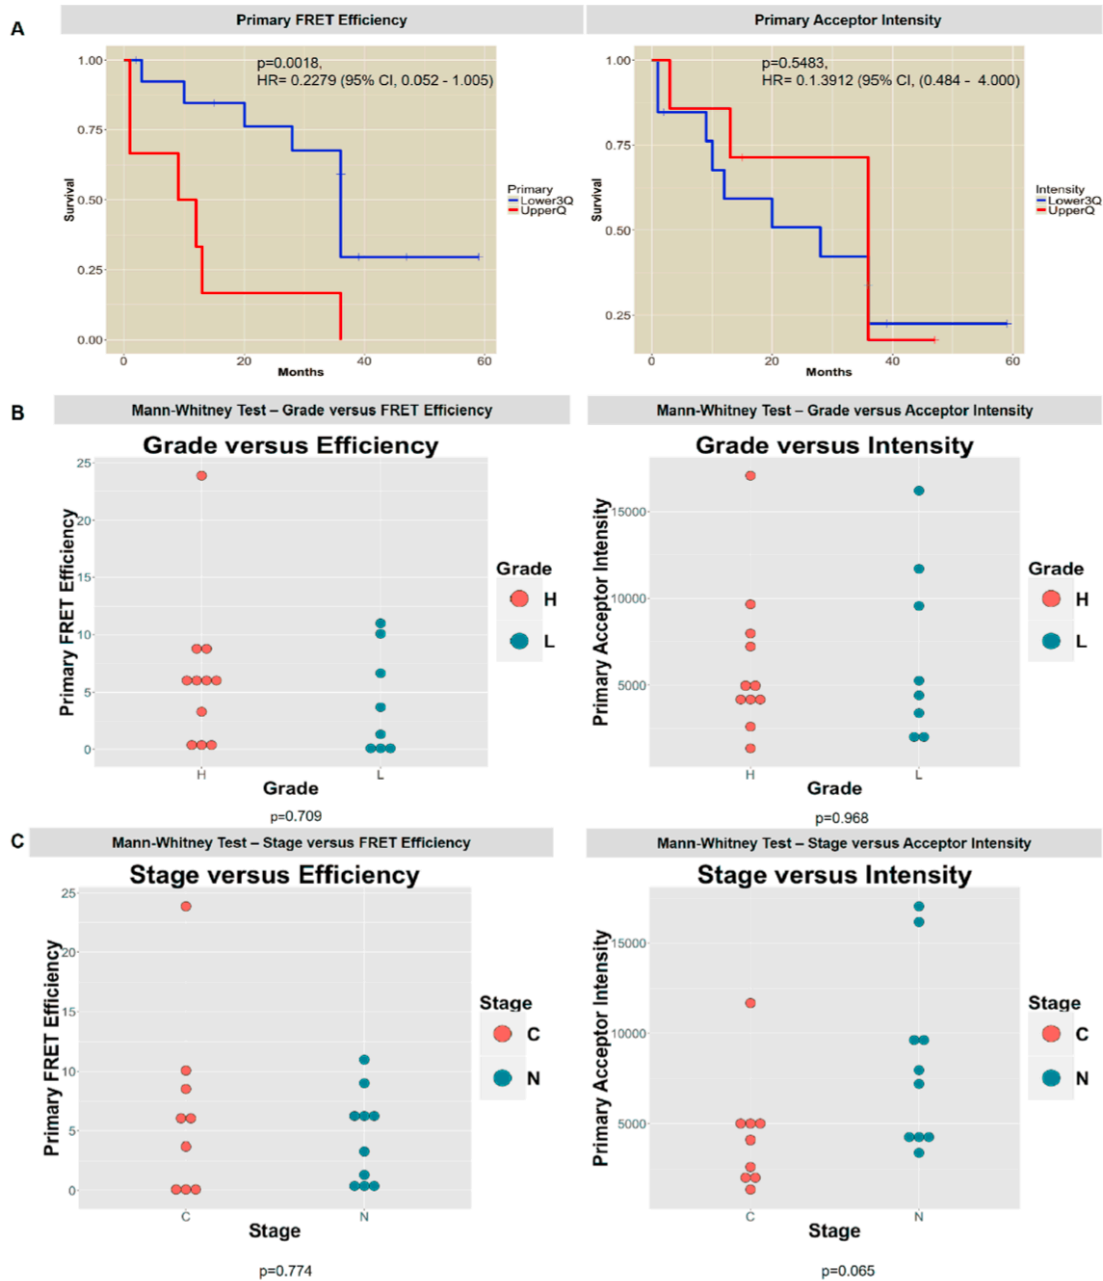 A
Primary FRET Efficiency
Primary Acceptor Intensity
p=0.0018,
HR= 0.2279 (95% CI, 0.052 - 1.005)
1.00
0.75
0.50
0.25
0.00
Survival
0
20
40
60
Months
Primary
Lower3Q
UpperQ
p=0.5483,
HR= 0.1.3912 (95% CI, (0.484 - 4.000)
1.00
0.75
0.50
0.25
Survival
0
20
40
60
Months
Intensity
Lower3Q
UpperQ
B
Mann-Whitney Test – Grade versus FRET Efficiency
Mann-Whitney Test – Grade versus Acceptor Intensity
Grade versus Efficiency
25
20
15
10
5
0
Primary FRET Efficiency
H
L
Grade
Grade
H
L
p=0.709
Grade versus Intensity
15000
10000
5000
Primary Acceptor Intensity
H
L
Grade
Grade
H
L
p=0.968
C
Mann-Whitney Test – Stage versus FRET Efficiency
Mann-Whitney Test – Stage versus Acceptor Intensity
Stage versus Efficiency
25
20
15
10
5
0
Primary FRET Efficiency
C
N
Stage
Stage
C
N
p=0.774
Stage versus Intensity
15000
10000
5000
Primary Acceptor Intensity
C
N
Stage
Stage
C
N
p=0.065